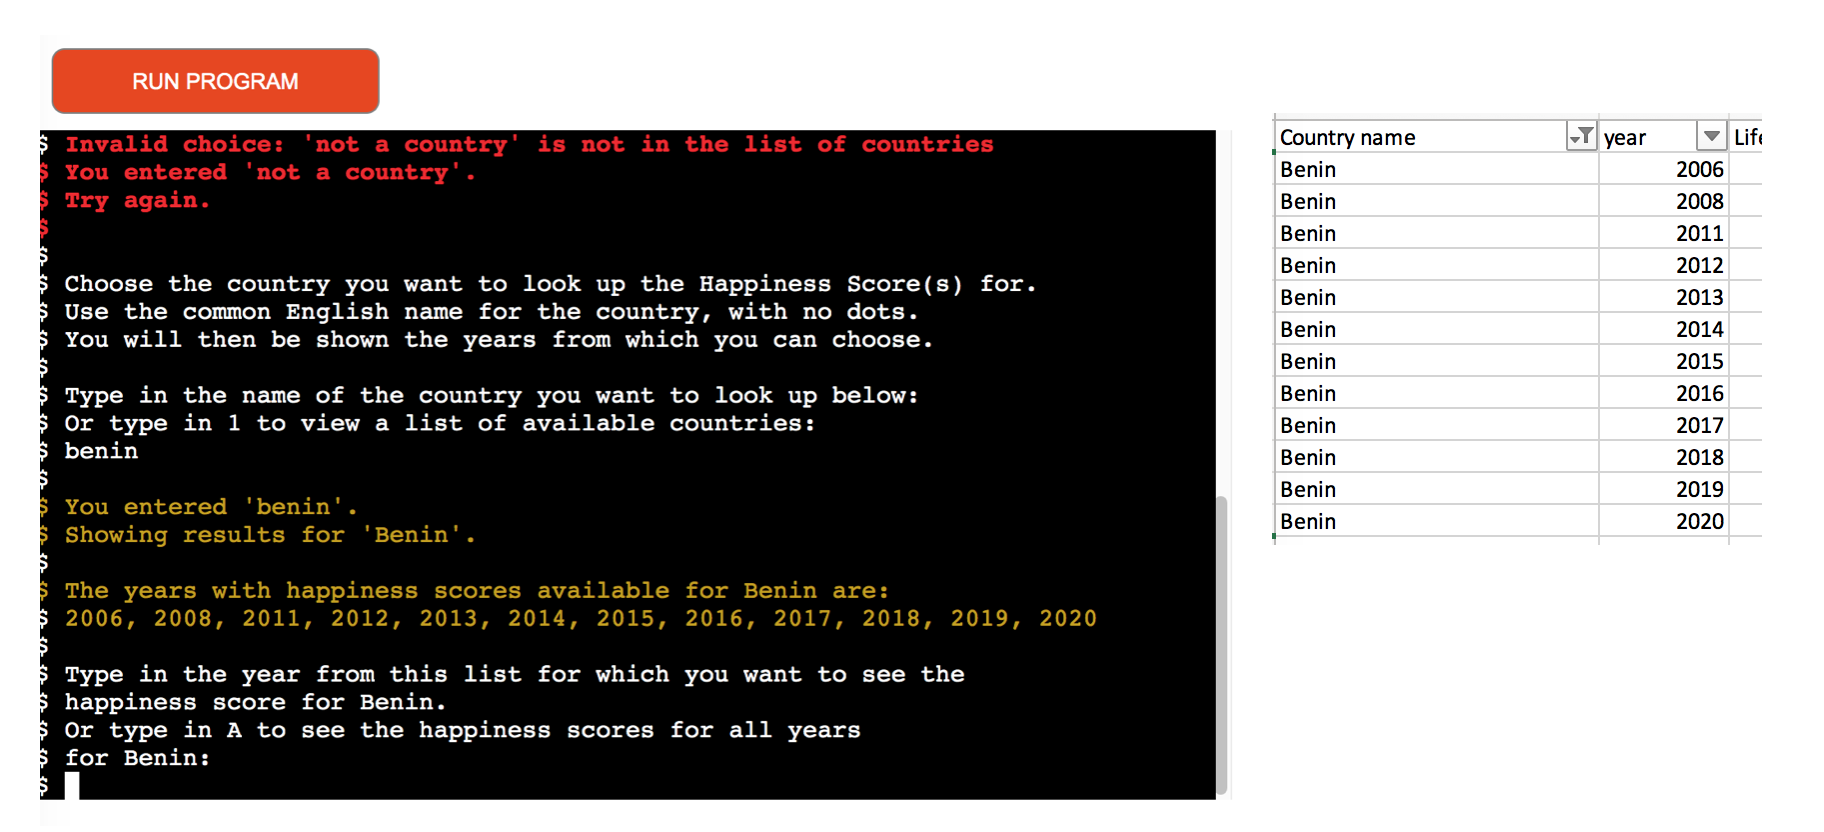 RUN PROGRAM
$ Invalid choice: 'not a country' is not in the list of countries
$ You entered 'not a country'.
$ Try again.
$
$
$ Choose the country you want to look up the Happiness Score(s) for.
$ Use the common English name for the country, with no dots.
$ You will then be shown the years from which you can choose.
$
$ Type in the name of the country you want to look up below:
$ Or type in 1 to view a list of available countries:
$ benin
$
$ You entered 'benin'.
$ Showing results for 'Benin'.
$
$ The years with happiness scores available for Benin are:
$ 2006, 2008, 2011, 2012, 2013, 2014, 2015, 2016, 2017, 2018, 2019, 2020
$
$ Type in the year from this list for which you want to see the
$ happiness score for Benin.
$ Or type in A to see the happiness scores for all years
$ for Benin:
$
Country name year Life
Benin 2006
Benin 2008
Benin 2011
Benin 2012
Benin 2013
Benin 2014
Benin 2015
Benin 2016
Benin 2017
Benin 2018
Benin 2019
Benin 2020